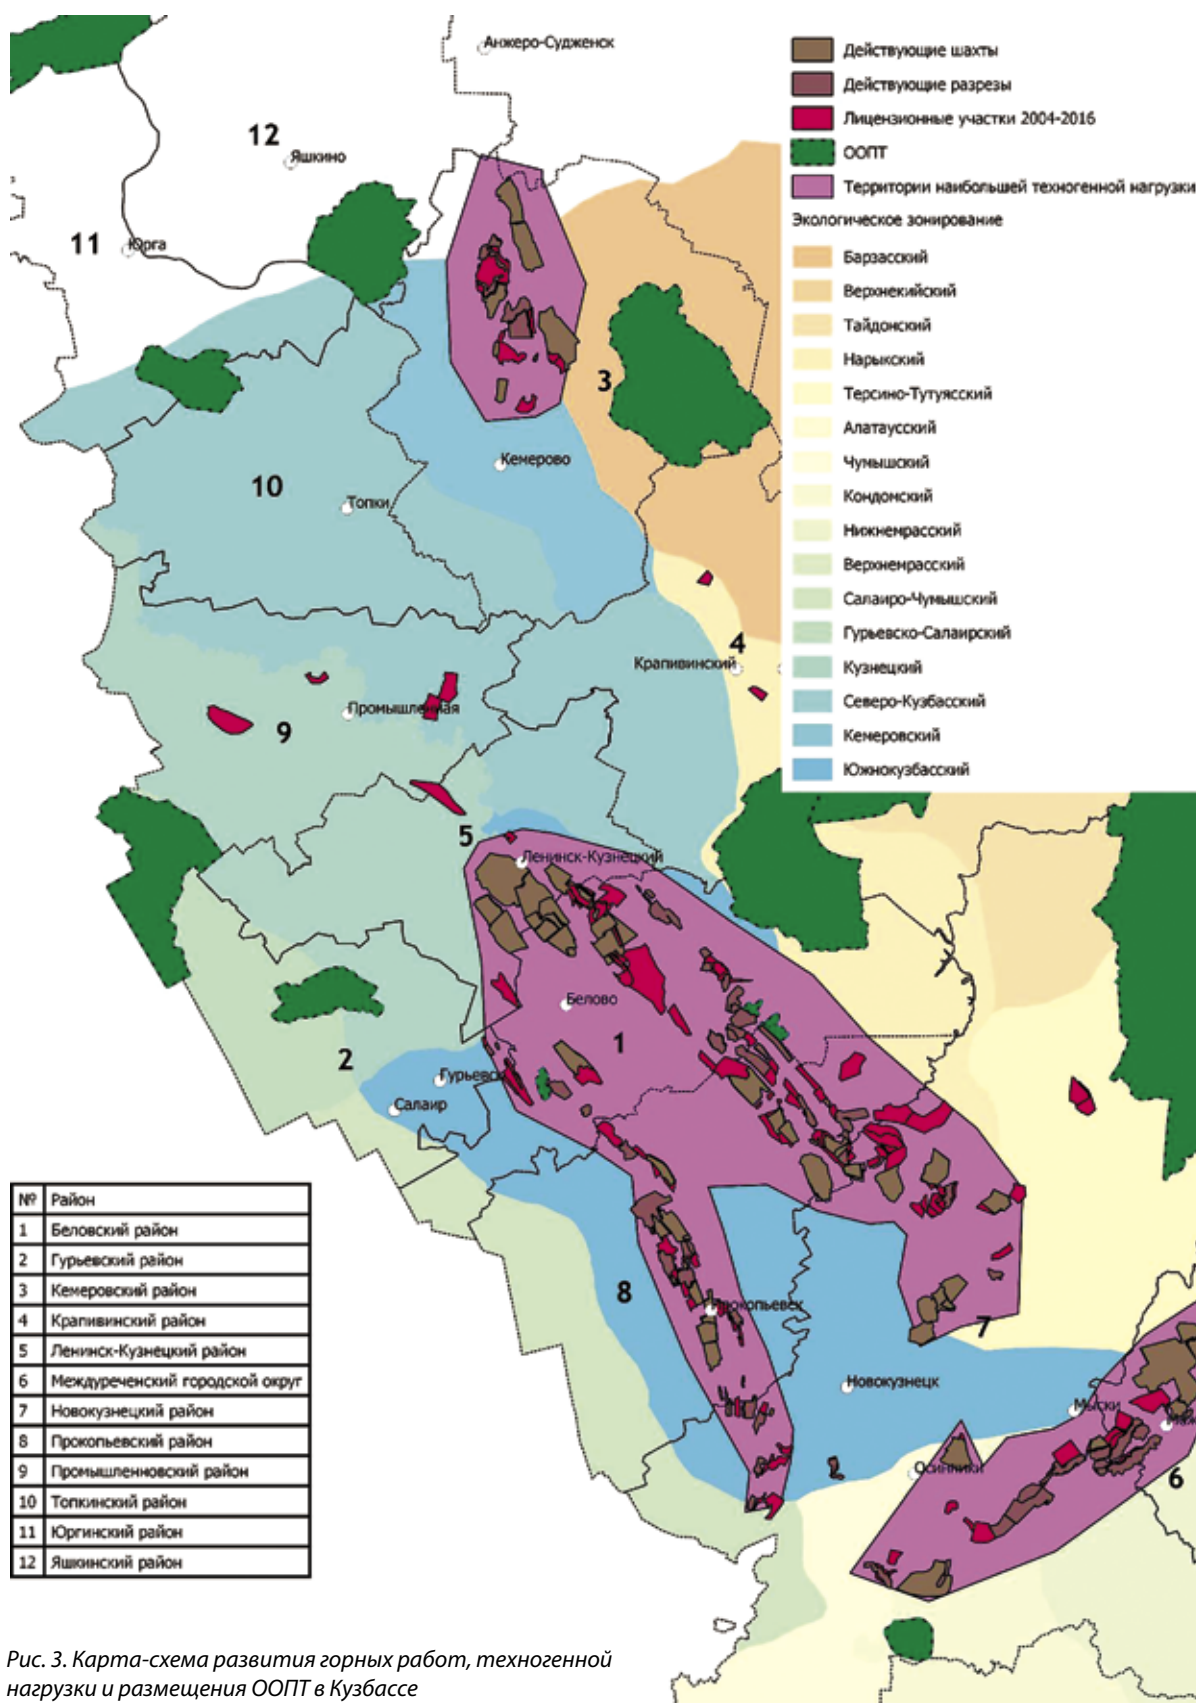 Анжеро-Судженск
12
Яшкино
11
Юрга
3
Кемерово
10
Топки
4
Крапивинский
Промышленная
9
5
Ленинск-Кузнецкий
Белово
1
2
Гурьевск
Салаир
8
Прокопьевск
7
Новокузнецк
Мыски
Осинники
6
Действующие шахты
Действующие разрезы
Лицензионные участки 2004-2016
ООПТ
Территории наибольшей техногенной нагрузки
Экологическое зонирование
Барзасский
Верхнекийский
Тайдонский
Нарыкский
Терсино-Тутуясский
Алатаусский
Чумышский
Кондомский
Нижнемрасский
Верхнемрасский
Салаиро-Чумышский
Гурьевско-Салаирский
Кузнецкий
Северо-Кузбасский
Кемеровский
Южнокузбасский
№ Район
1 Беловский район
2 Гурьевский район
3 Кемеровский район
4 Крапивинский район
5 Ленинск-Кузнецкий район
6 Междуреченский городской округ
7 Новокузнецкий район
8 Прокопьевский район
9 Промышленновский район
10 Топкинский район
11 Юргинский район
12 Яшкинский район
Рис. 3. Карта-схема развития горных работ, техногенной
нагрузки и размещения ООПТ в Кузбассе